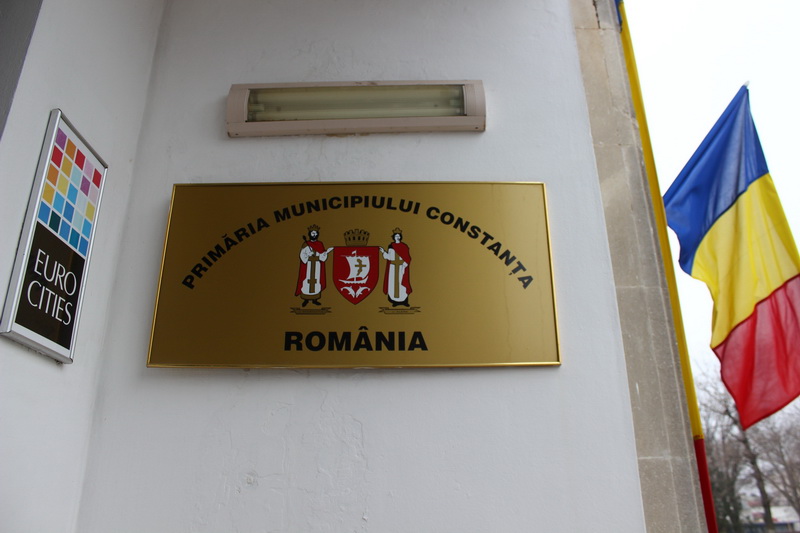 EURO
CITIES
PRIMĂRIA MUNICIPIULUI CONSTANȚA
ROMÂNIA